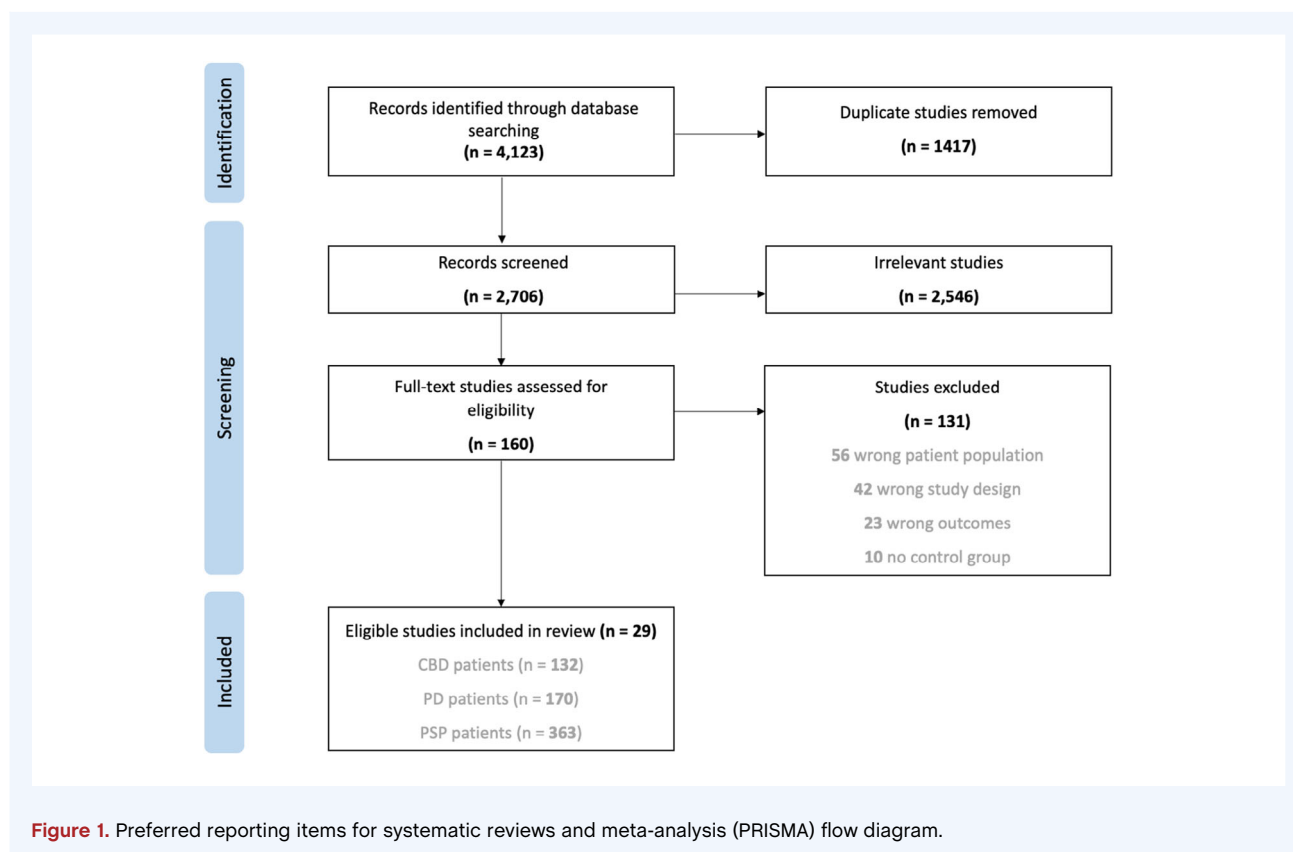 Identification
Records identified through database
searching
(n = 4,123)
Duplicate studies removed
(n = 1417)
Screening
Records screened
(n = 2,706)
Irrelevant studies
(n = 2,546)
Full-text studies assessed for
eligibility
(n = 160)
Studies excluded
(n = 131)
56 wrong patient population
42 wrong study design
23 wrong outcomes
10 no control group
Included
Eligible studies included in review (n = 29)
CBD patients (n = 132)
PD patients (n = 170)
PSP patients (n = 363)
Figure 1. Preferred reporting items for systematic reviews and meta-analysis (PRISMA) flow diagram.